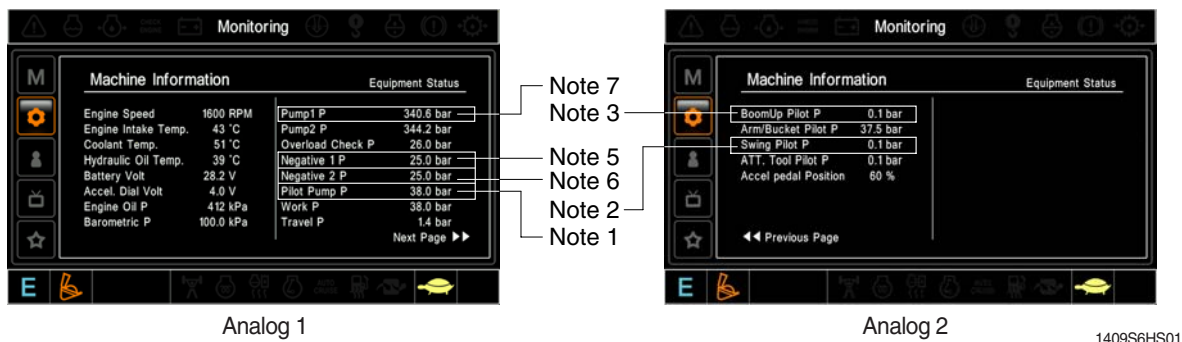 Monitoring
M
Machine Information
Equipment Status
Engine Speed 1600 RPM
Engine Intake Temp. 43 ˚C
Coolant Temp. 51 ˚C
Hydraulic Oil Temp. 39 ˚C
Battery Volt 28.2 V
Accel. Dial Volt 4.0 V
Engine Oil P 412 kPa
Barometric P 100.0 kPa
Pump1 P 340.6 bar
Pump2 P 344.2 bar
Overload Check P 26.0 bar
Negative 1 P 25.0 bar
Negative 2 P 25.0 bar
Pilot Pump P 38.0 bar
Work P 38.0 bar
Travel P 1.4 bar
Next Page ▶▶
E
Analog 1
Note 7
Note 3
Note 5
Note 6
Note 2
Note 1
Monitoring
M
Machine Information
Equipment Status
BoomUp Pilot P 0.1 bar
Arm/Bucket Pilot P 37.5 bar
Swing Pilot P 0.1 bar
ATT. Tool Pilot P 0.1 bar
Accel pedal Position 60 %
◀◀ Previous Page
E
Analog 2
1409S6HS01